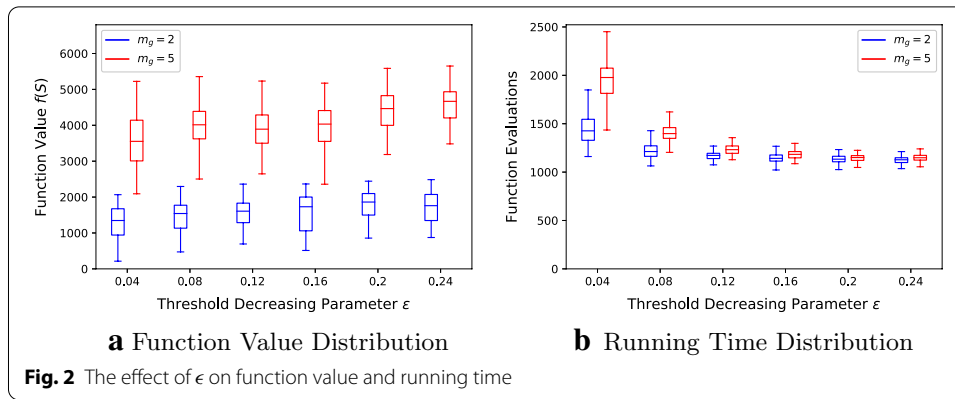 m_g = 2
m_g = 5
6000
5000
4000
3000
2000
1000
0
Function Value f(S)
0.04 0.08 0.12 0.16 0.2 0.24
Threshold Decreasing Parameter ε
a Function Value Distribution
m_g = 2
m_g = 5
2500
2000
1500
1000
500
0
Function Evaluations
0.04 0.08 0.12 0.16 0.2 0.24
Threshold Decreasing Parameter ε
b Running Time Distribution
Fig. 2 The effect of ϵ on function value and running time